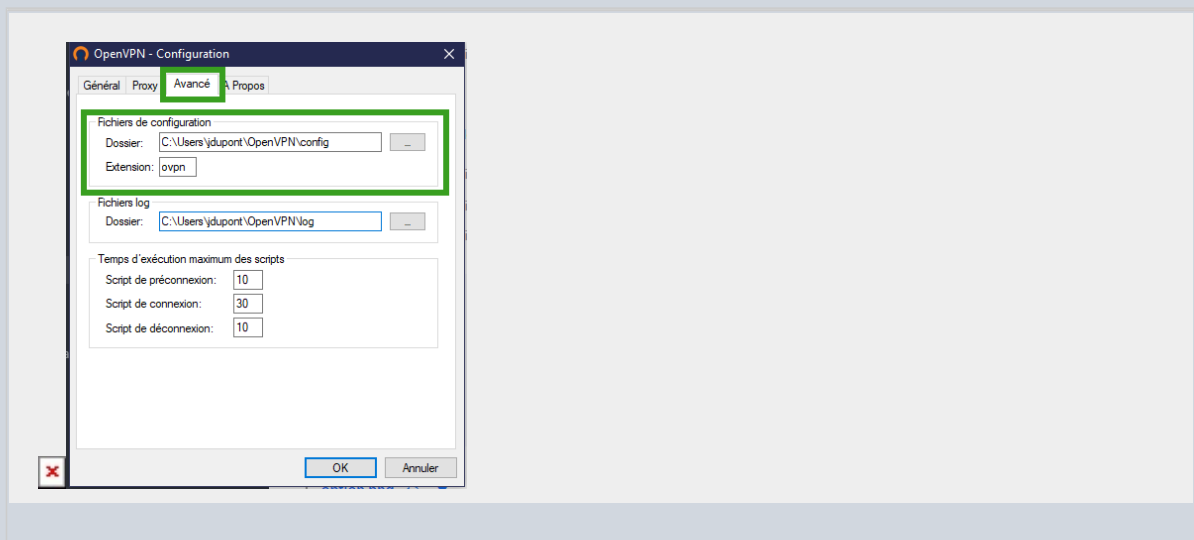 OpenVPN - Configuration
Général Proxy Avancé A Propos
Fichiers de configuration
Dossier: C:\Users\jdupont\OpenVPN\config ...
Extension: ovpn
Fichiers log
Dossier: C:\Users\jdupont\OpenVPN\log ...
Temps d'exécution maximum des scripts
Script de préconnexion: 10
Script de connexion: 30
Script de déconnexion: 10
OK Annuler